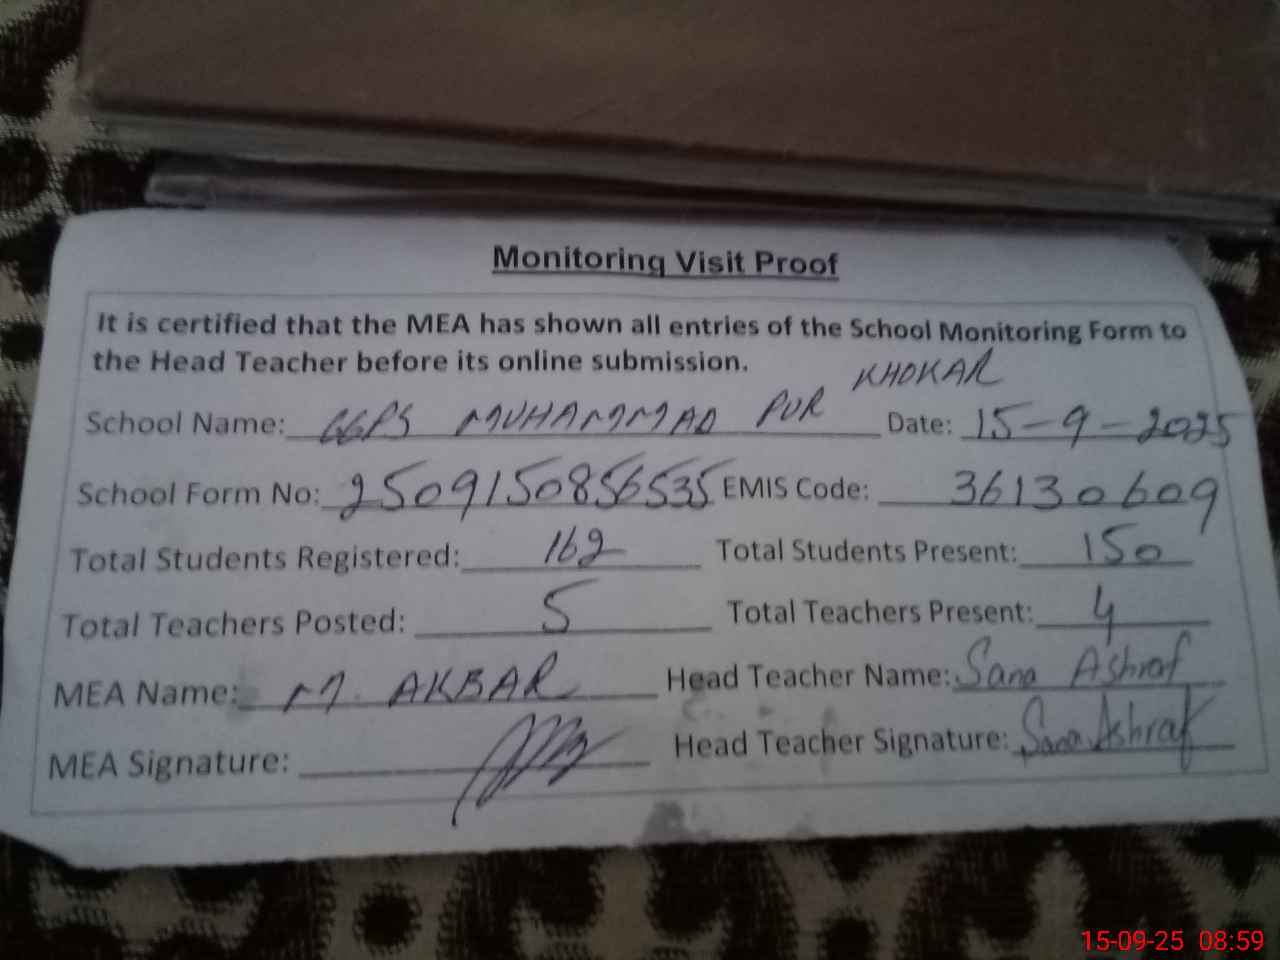 Monitoring Visit Proof
It is certified that the MEA has shown all entries of the School Monitoring Form to
the Head Teacher before its online submission.
KHOKAR
School Name: GGPS MUHAMMAD PUR Date: 15-9-2025
School Form No: 2509150856535 EMIS Code: 36130609
Total Students Registered: 162 Total Students Present: 150
Total Teachers Posted: 5 Total Teachers Present: 4
MEA Name: M. AKBAR Head Teacher Name: Sana Ashraf
MEA Signature: Head Teacher Signature: Sana Ashraf
15-09-25 08:59